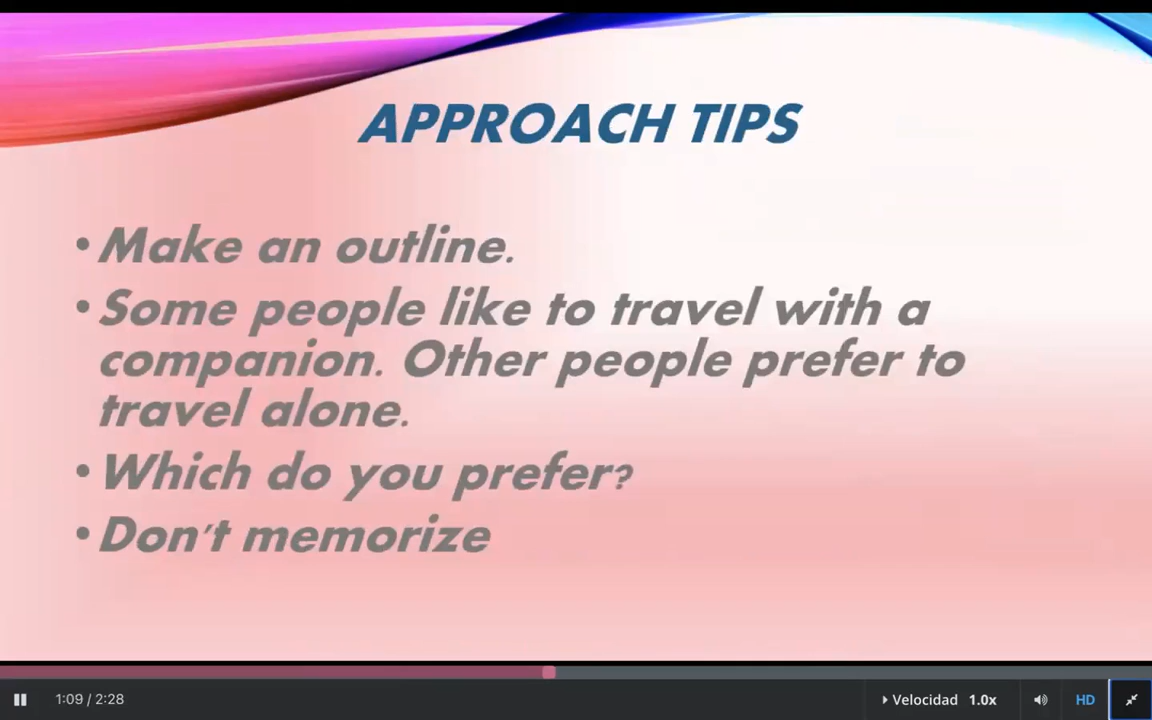 APPROACH TIPS
• Make an outline.
• Some people like to travel with a
companion. Other people prefer to
travel alone.
• Which do you prefer?
• Don't memorize
1:09 / 2:28
Velocidad 1.0x
HD